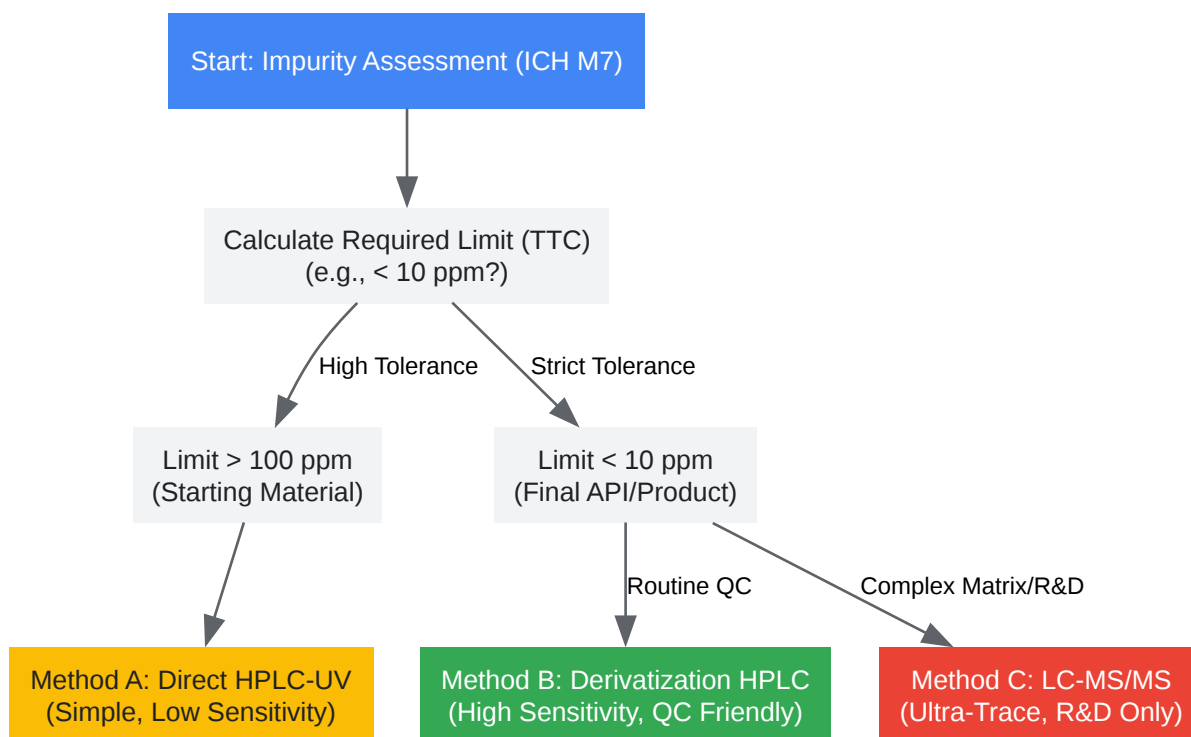 Start: Impurity Assessment (ICH M7)
Calculate Required Limit (TTC)
(e.g., < 10 ppm?)
High Tolerance
Strict Tolerance
Limit > 100 ppm
(Starting Material)
Limit < 10 ppm
(Final API/Product)
Routine QC
Complex Matrix/R&D
Method A: Direct HPLC-UV
(Simple, Low Sensitivity)
Method B: Derivatization HPLC
(High Sensitivity, QC Friendly)
Method C: LC-MS/MS
(Ultra-Trace, R&D Only)